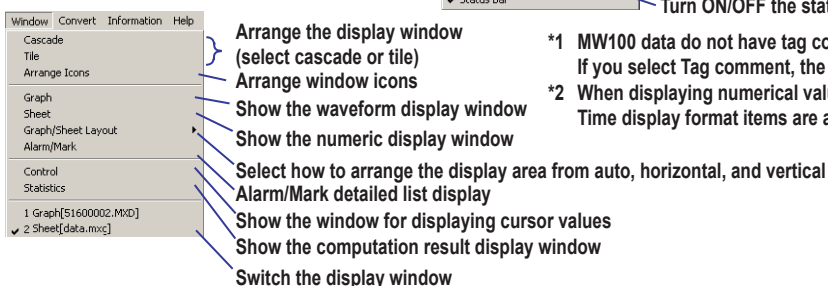 Status Bar
Turn ON/OFF the stat
Window Convert Information Help
Cascade
Tile
Arrange Icons
Graph
Sheet
Graph/Sheet Layout
Alarm/Mark
Control
Statistics
1 Graph[51600002.MXD]
2 Sheet[data.mxc]
Arrange the display window
(select cascade or tile)
Arrange window icons
Show the waveform display window
Show the numeric display window
Select how to arrange the display area from auto, horizontal, and vertical
Alarm/Mark detailed list display
Show the window for displaying cursor values
Show the computation result display window
Switch the display window
*1 MW100 data do not have tag co
If you select Tag comment, the
*2 When displaying numerical valu
Time display format items are a